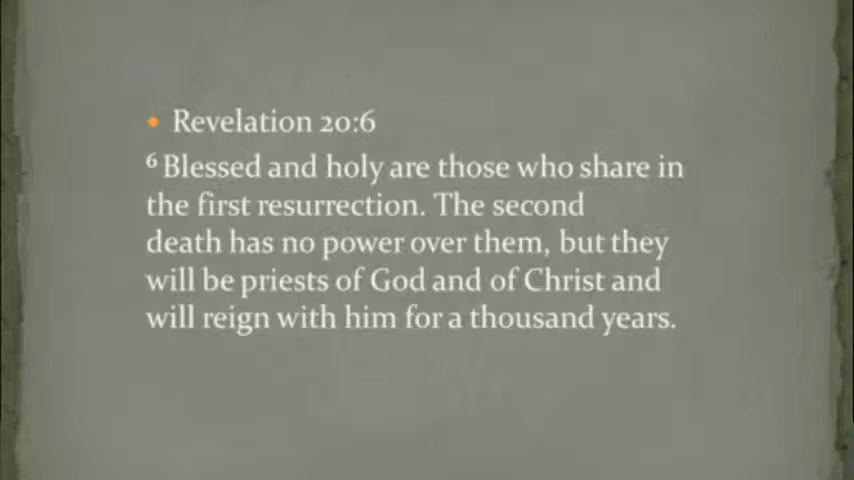 • Revelation 20:6
⁶ Blessed and holy are those who share in
the first resurrection. The second
death has no power over them, but they
will be priests of God and of Christ and
will reign with him for a thousand years.